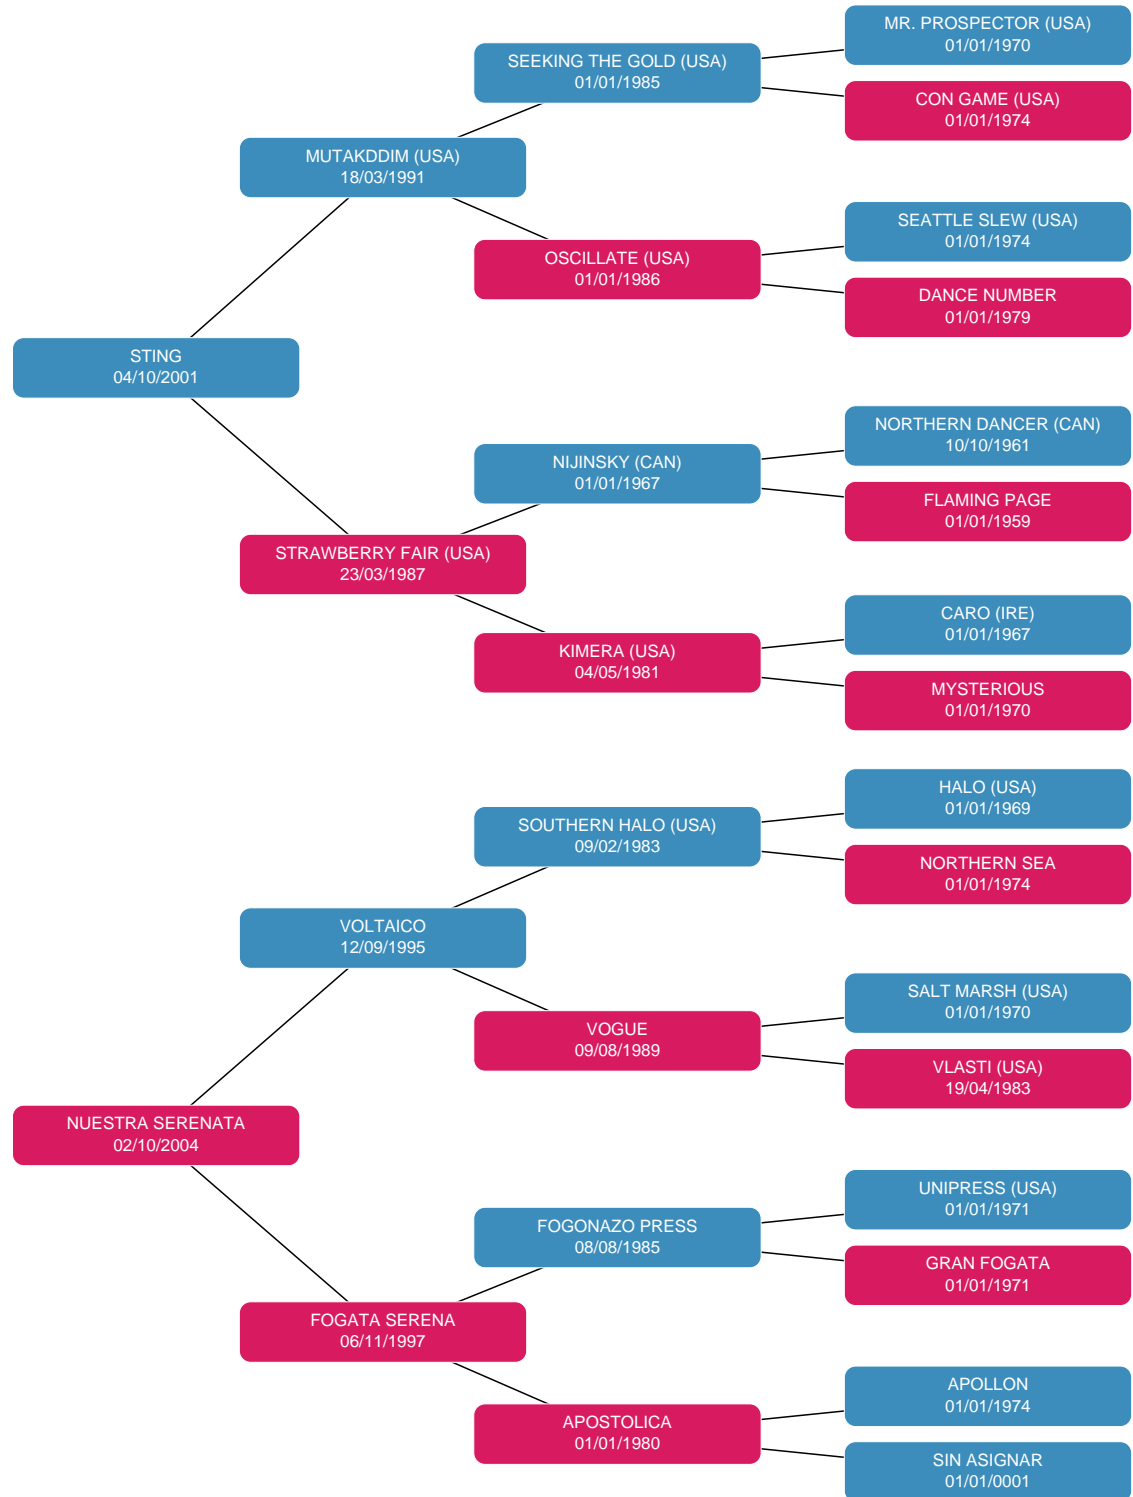 MR. PROSPECTOR (USA)
01/01/1970
SEEKING THE GOLD (USA)
01/01/1985
CON GAME (USA)
01/01/1974
MUTAKDDIM (USA)
18/03/1991
SEATTLE SLEW (USA)
01/01/1974
OSCILLATE (USA)
01/01/1986
DANCE NUMBER
01/01/1979
STING
04/10/2001
NORTHERN DANCER (CAN)
10/10/1961
NIJINSKY (CAN)
01/01/1967
FLAMING PAGE
01/01/1959
STRAWBERRY FAIR (USA)
23/03/1987
CARO (IRE)
01/01/1967
KIMERA (USA)
04/05/1981
MYSTERIOUS
01/01/1970
HALO (USA)
01/01/1969
SOUTHERN HALO (USA)
09/02/1983
NORTHERN SEA
01/01/1974
VOLTAICO
12/09/1995
SALT MARSH (USA)
01/01/1970
VOGUE
09/08/1989
VLASTI (USA)
19/04/1983
NUESTRA SERENATA
02/10/2004
UNIPRESS (USA)
01/01/1971
FOGONAZO PRESS
08/08/1985
GRAN FOGATA
01/01/1971
FOGATA SERENA
06/11/1997
APOLLON
01/01/1974
APOSTOLICA
01/01/1980
SIN ASIGNAR
01/01/0001